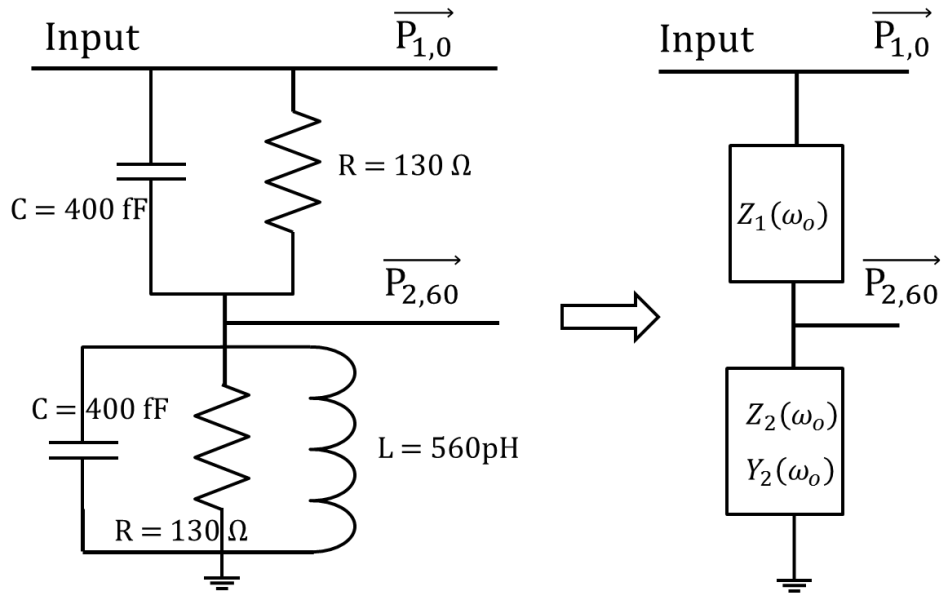 Input
P₁,₀
C = 400 fF
R = 130 Ω
P₂,₆₀
C = 400 fF
L = 560pH
R = 130 Ω
Input
P₁,₀
Z₁(ωₒ)
P₂,₆₀
Z₂(ωₒ)
Y₂(ωₒ)